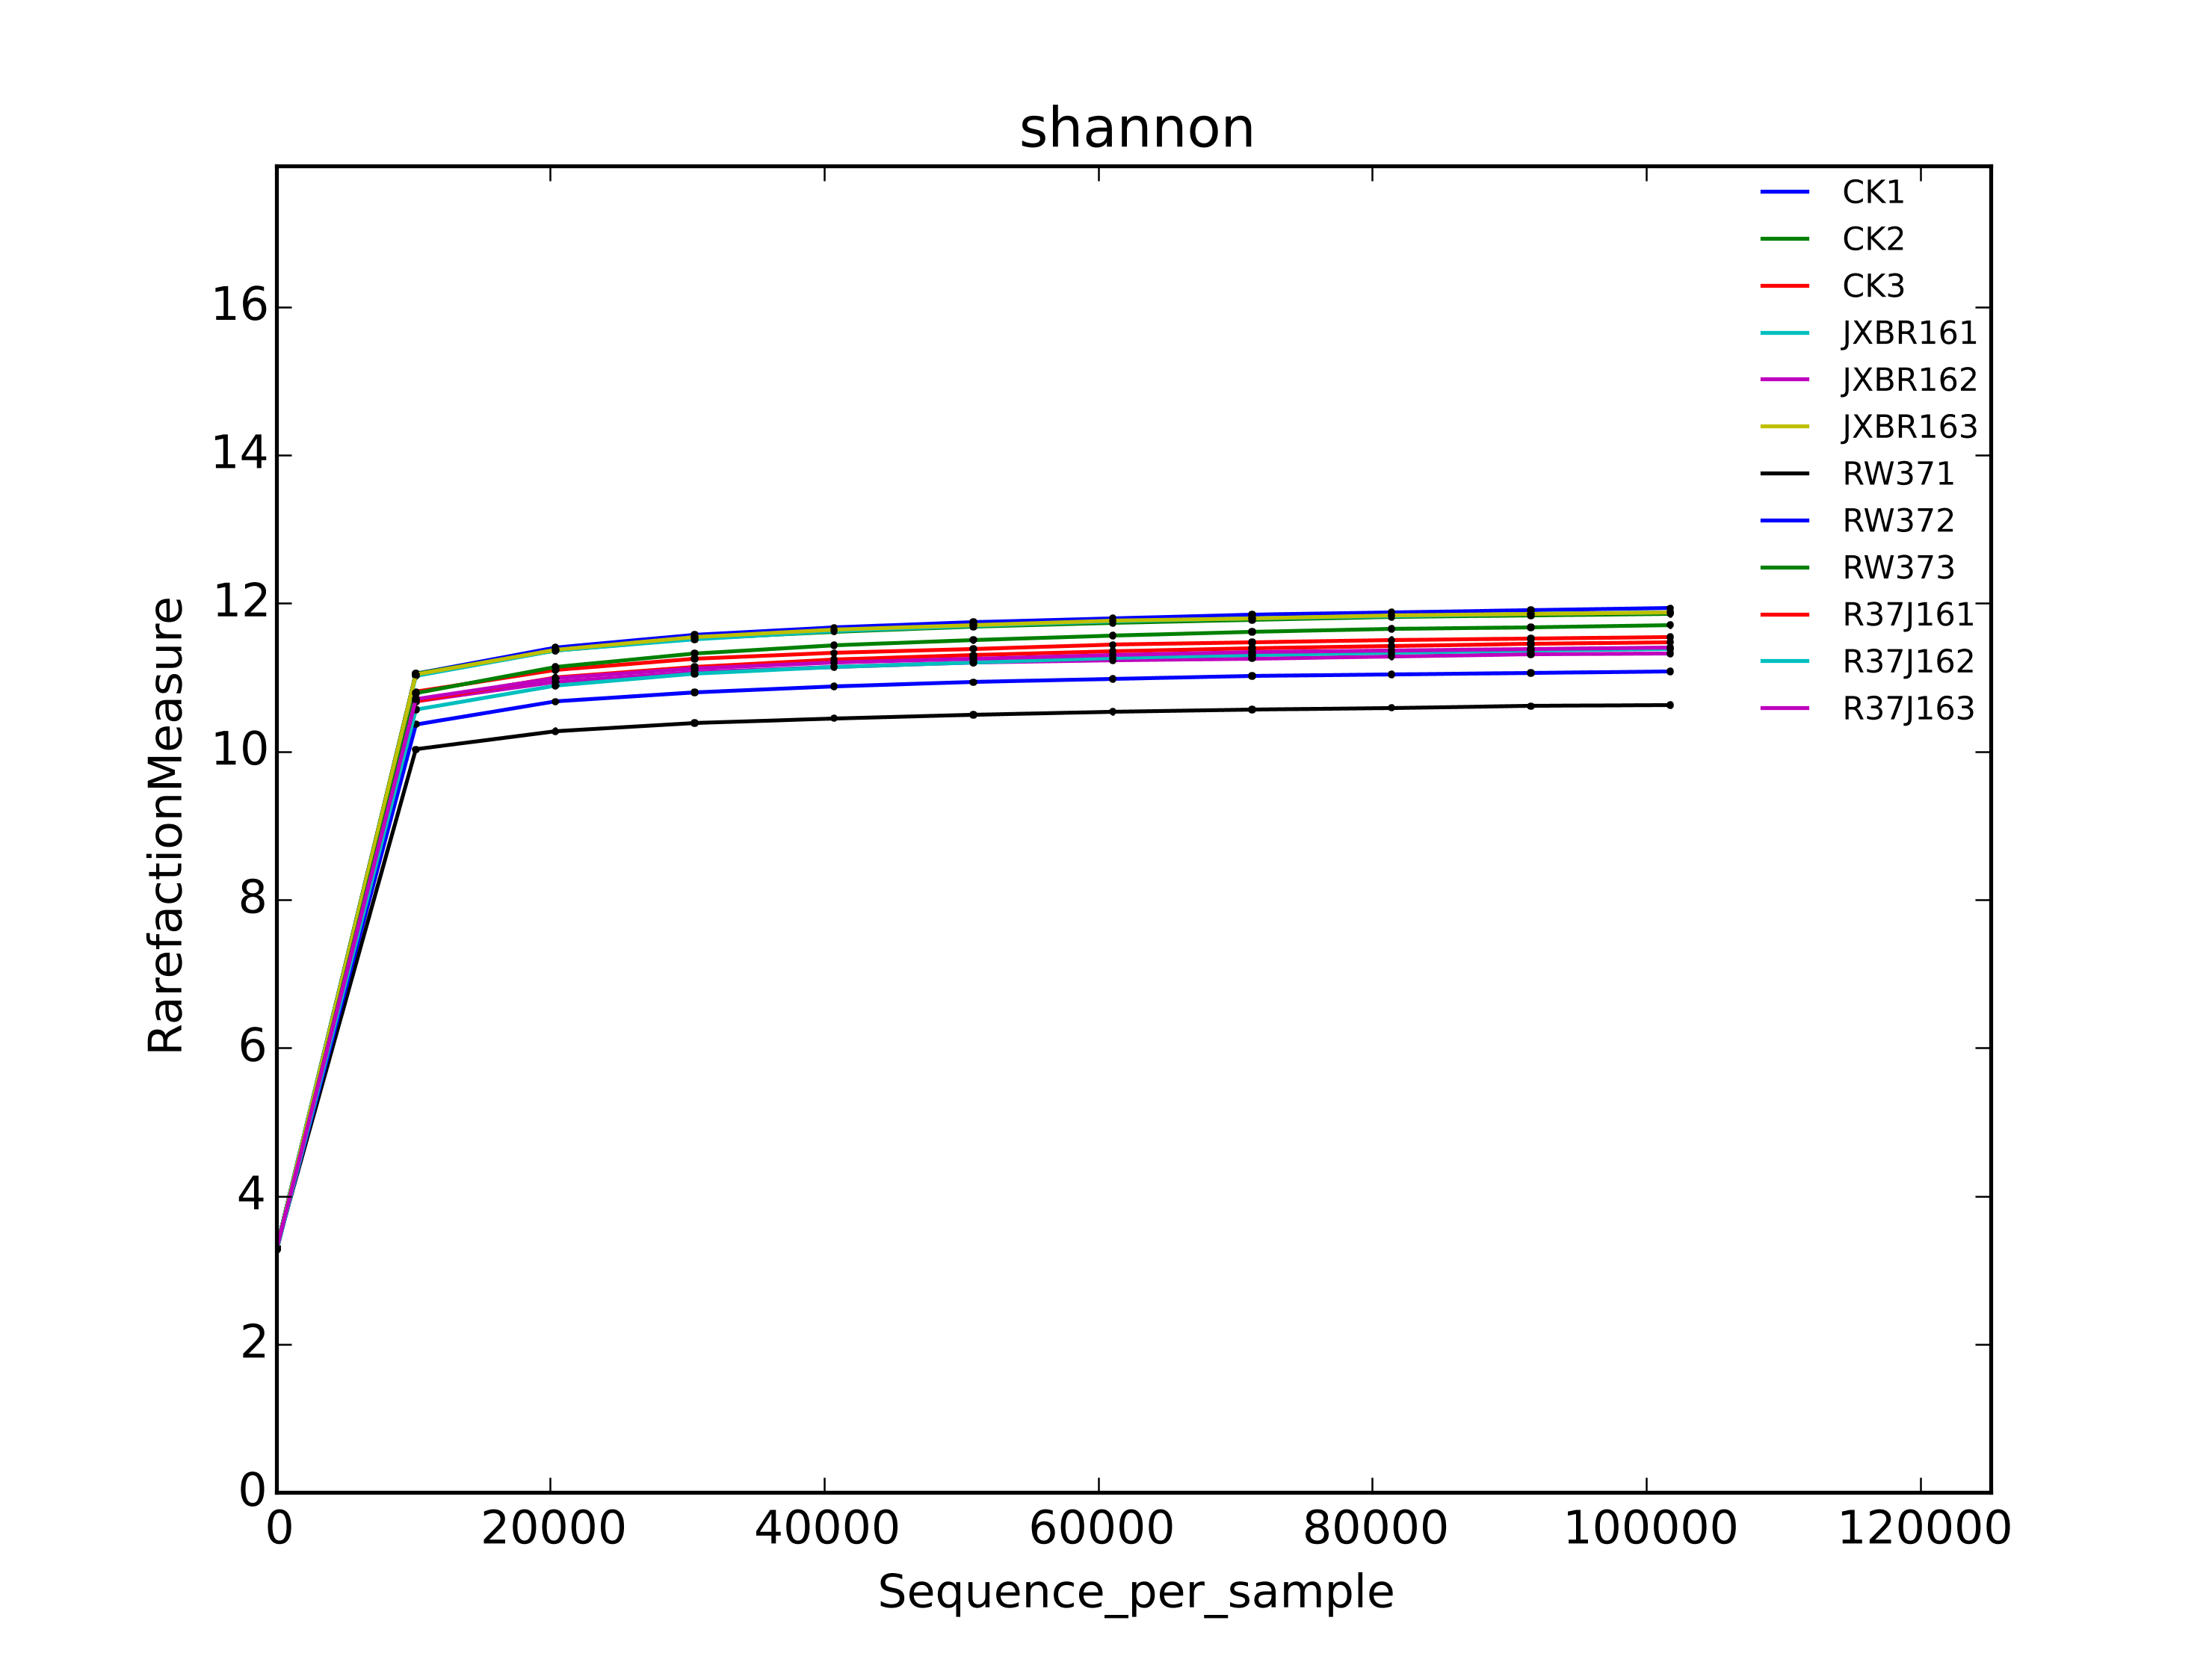 shannon
CK1
CK2
CK3
JXBR161
JXBR162
JXBR163
RW371
RW372
RW373
R37J161
R37J162
R37J163
RarefactionMeasure
16
14
12
10
8
6
4
2
0
0 20000 40000 60000 80000 100000 120000
Sequence_per_sample